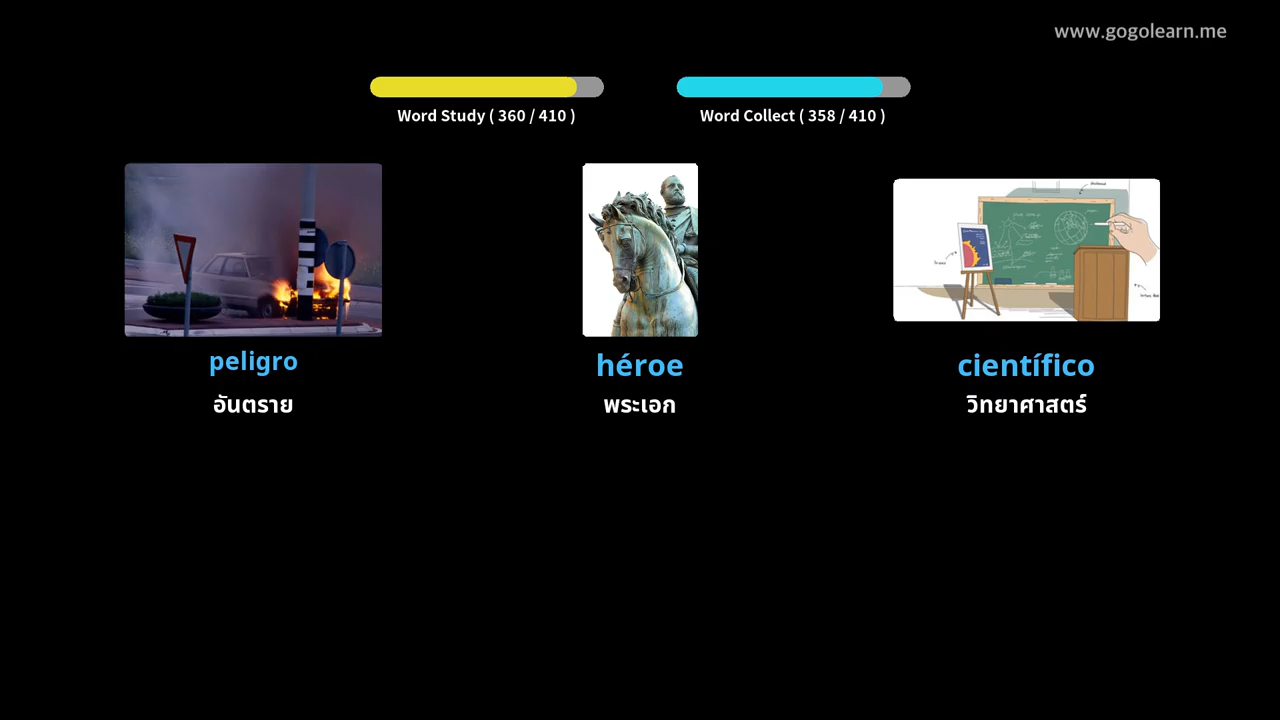 www.gogolearn.me
Word Study ( 360 / 410 )
Word Collect ( 358 / 410 )
peligro
héroe
científico
อันตราย
พระเอก
วิทยาศาสตร์